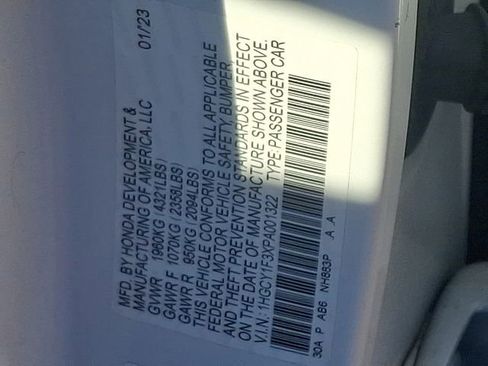 MFD. BY HONDA DEVELOPMENT & 01/23
MANUFACTURING OF AMERICA, LLC
GVWR 1960KG (4321LBS)
GAWR F 1070KG (2358LBS)
GAWR R 950KG (2094LBS)
THIS VEHICLE CONFORMS TO ALL APPLICABLE
FEDERAL MOTOR VEHICLE SAFETY BUMPER,
AND THEFT PREVENTION STANDARDS IN EFFECT
ON THE DATE OF MANUFACTURE SHOWN ABOVE.
V.I.N.: 1HGCY1F3XPA001322 TYPE:PASSENGER CAR
30A P AB6 NH883P A A